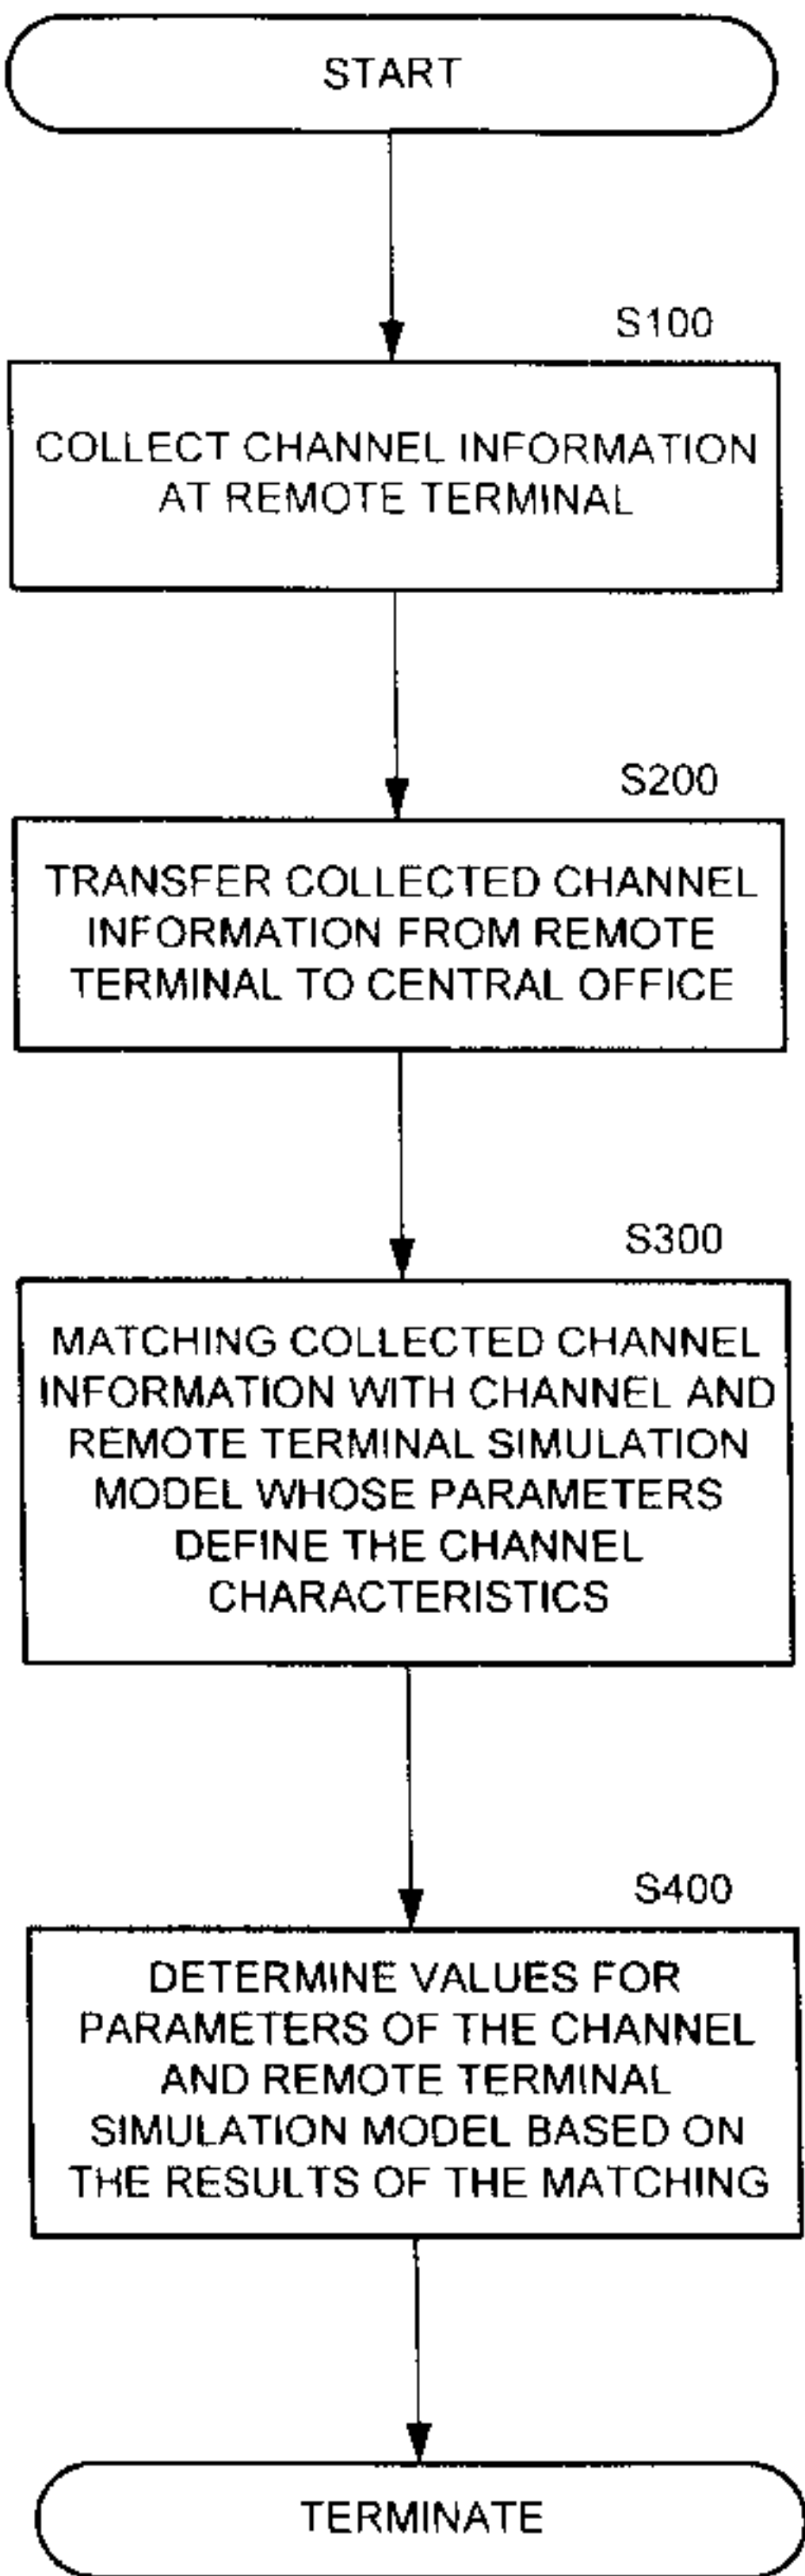 START
S100
COLLECT CHANNEL INFORMATION
AT REMOTE TERMINAL
S200
TRANSFER COLLECTED CHANNEL
INFORMATION FROM REMOTE
TERMINAL TO CENTRAL OFFICE
S300
MATCHING COLLECTED CHANNEL
INFORMATION WITH CHANNEL AND
REMOTE TERMINAL SIMULATION
MODEL WHOSE PARAMETERS
DEFINE THE CHANNEL
CHARACTERISTICS
S400
DETERMINE VALUES FOR
PARAMETERS OF THE CHANNEL
AND REMOTE TERMINAL
SIMULATION MODEL BASED ON
THE RESULTS OF THE MATCHING
TERMINATE